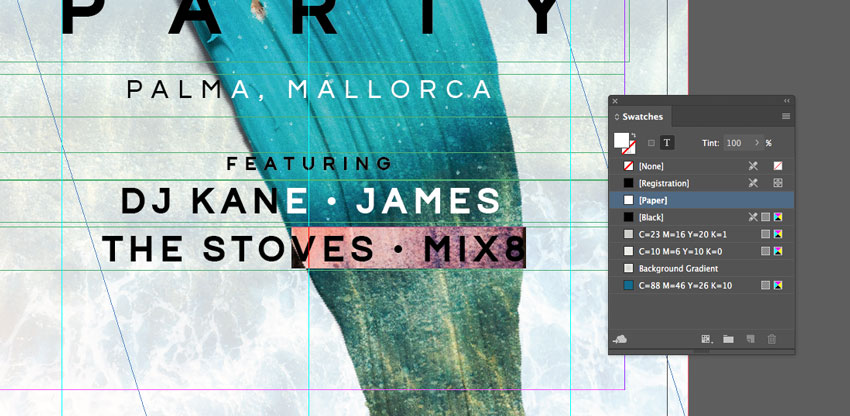 PARTY
PALMA, MALLORCA
FEATURING
DJ KANE • JAMES
THE STOVES • MIX8
Swatches
T Tint: 100 %
[None]
[Registration]
[Paper]
[Black]
C=23 M=16 Y=20 K=1
C=10 M=6 Y=10 K=0
Background Gradient
C=88 M=46 Y=26 K=10